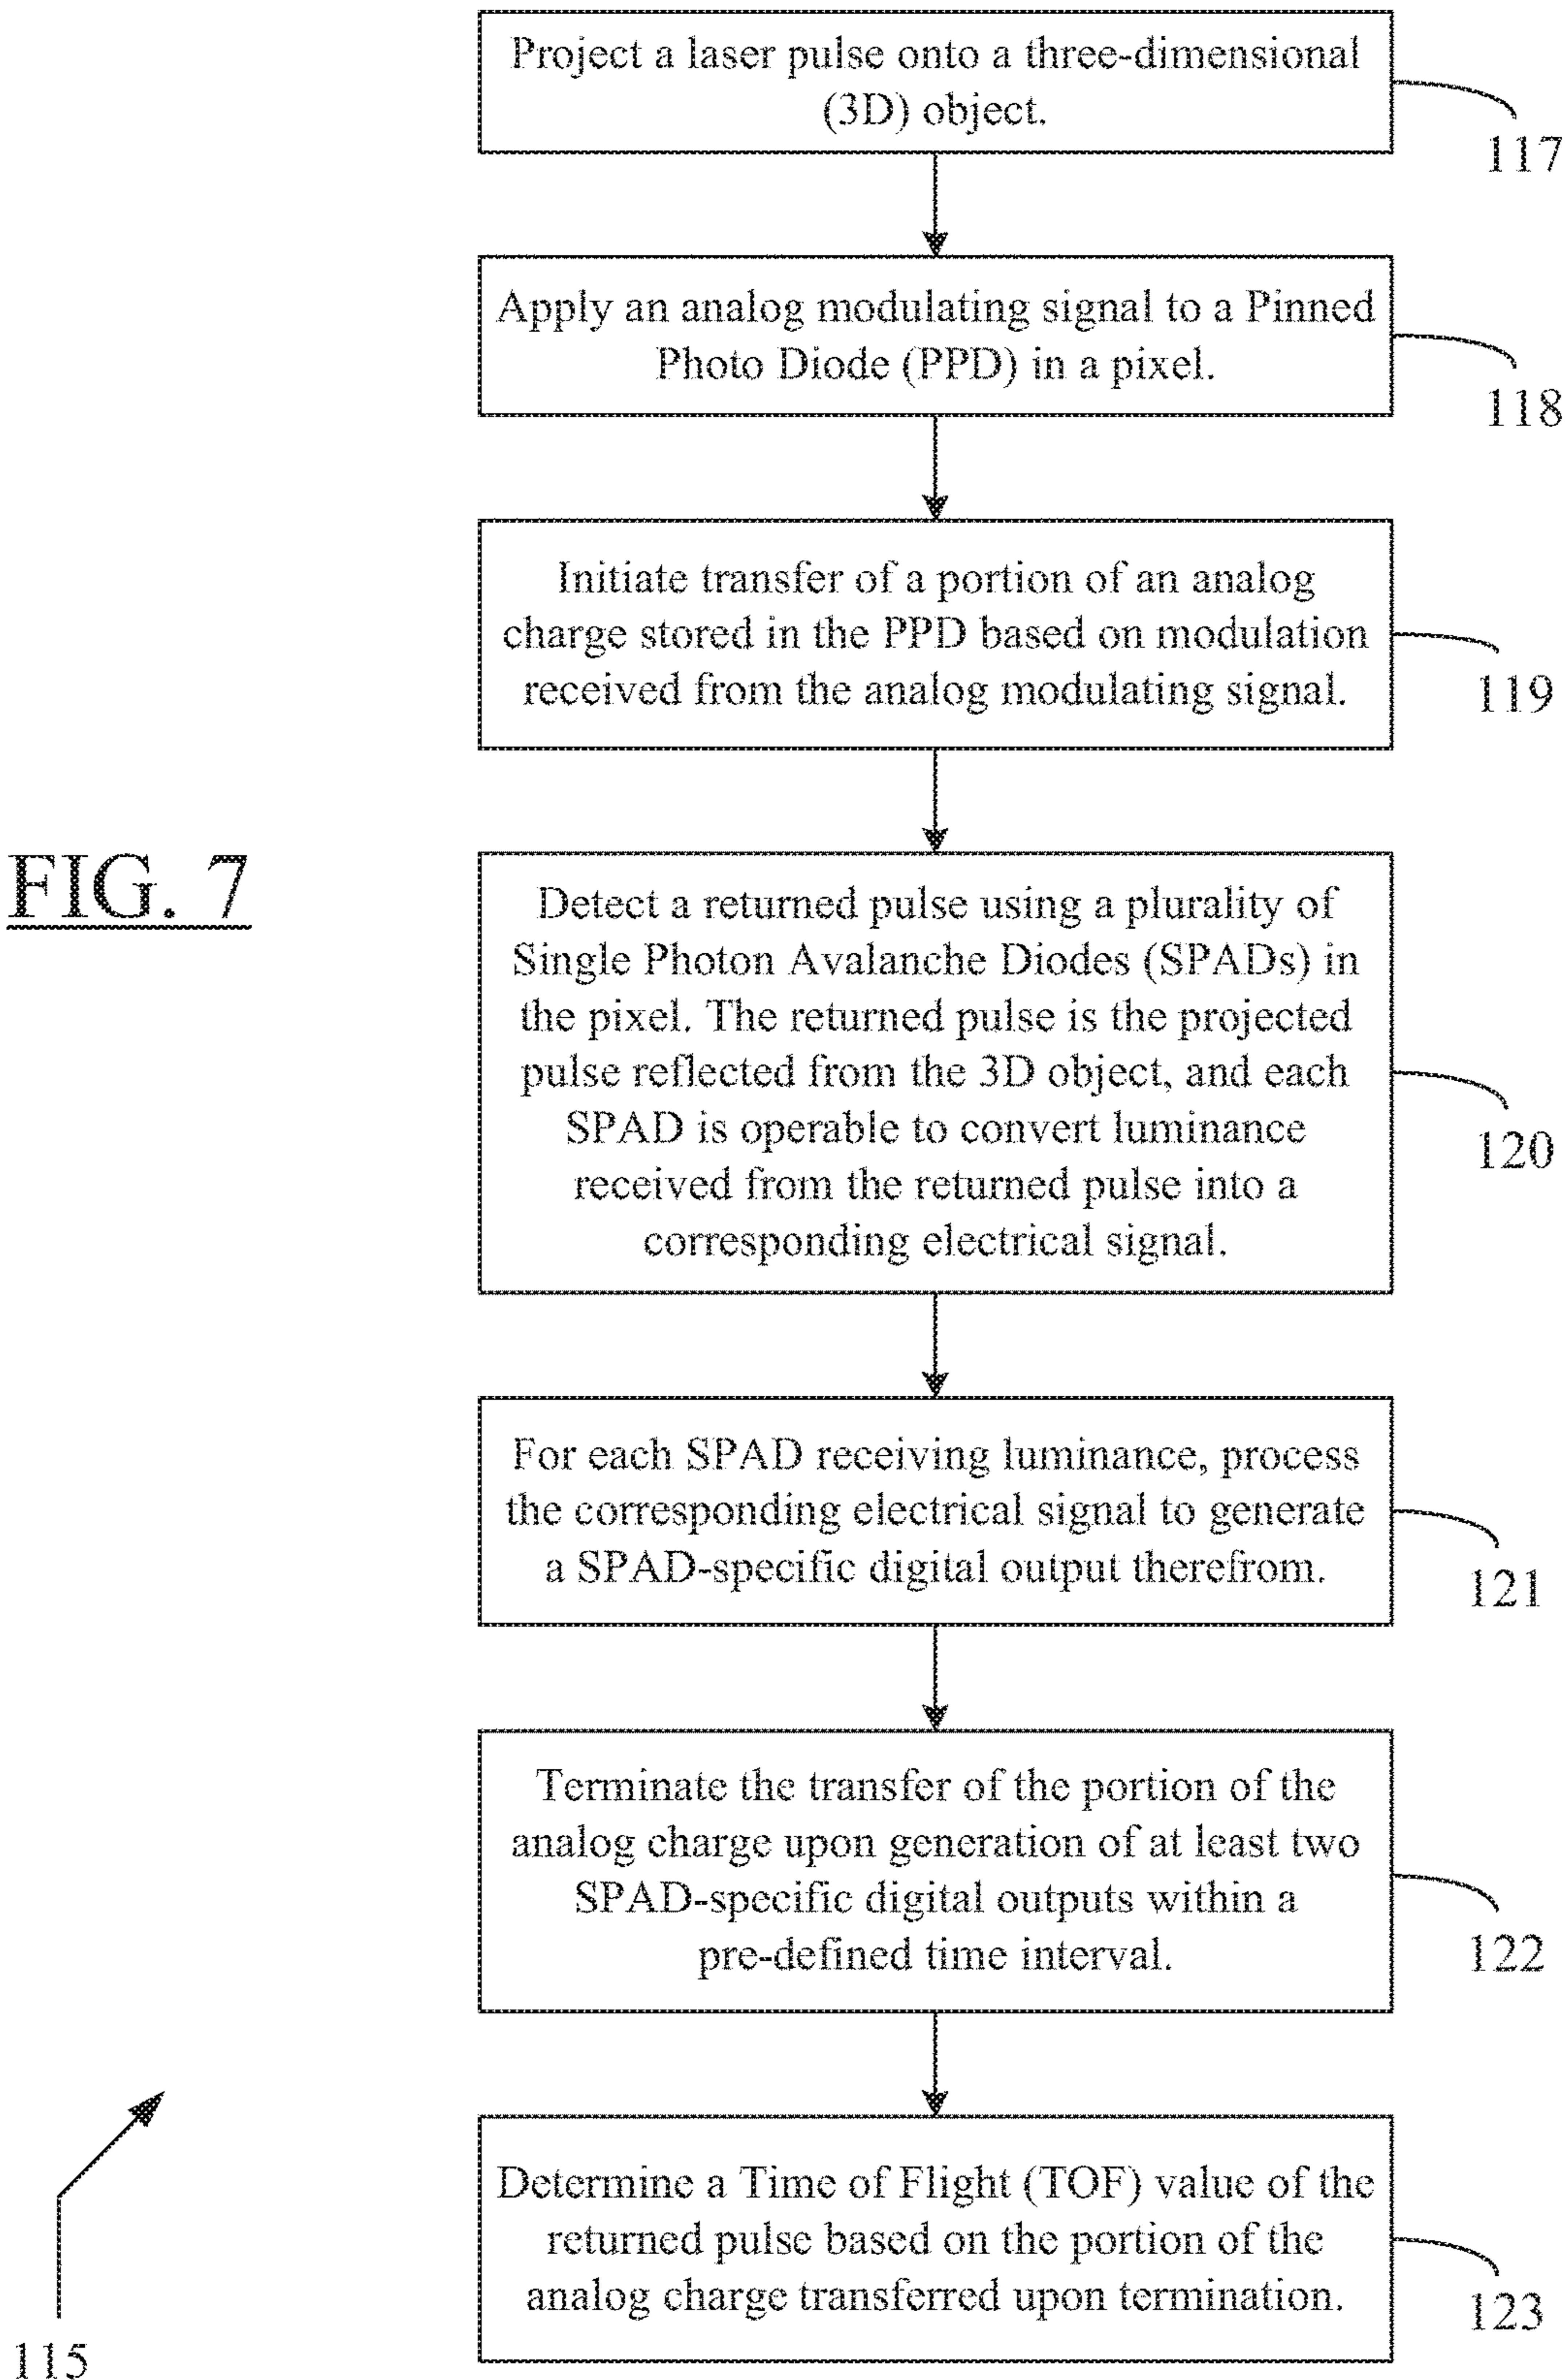 Project a laser pulse onto a three-dimensional
(3D) object.
117
Apply an analog modulating signal to a Pinned
Photo Diode (PPD) in a pixel.
118
Initiate transfer of a portion of an analog
charge stored in the PPD based on modulation
received from the analog modulating signal.
119
FIG. 7
Detect a returned pulse using a plurality of
Single Photon Avalanche Diodes (SPADs) in
the pixel. The returned pulse is the projected
pulse reflected from the 3D object, and each
SPAD is operable to convert luminance
received from the returned pulse into a
corresponding electrical signal.
120
For each SPAD receiving luminance, process
the corresponding electrical signal to generate
a SPAD-specific digital output therefrom.
121
Terminate the transfer of the portion of the
analog charge upon generation of at least two
SPAD-specific digital outputs within a
pre-defined time interval.
122
Determine a Time of Flight (TOF) value of the
returned pulse based on the portion of the
analog charge transferred upon termination.
123
115